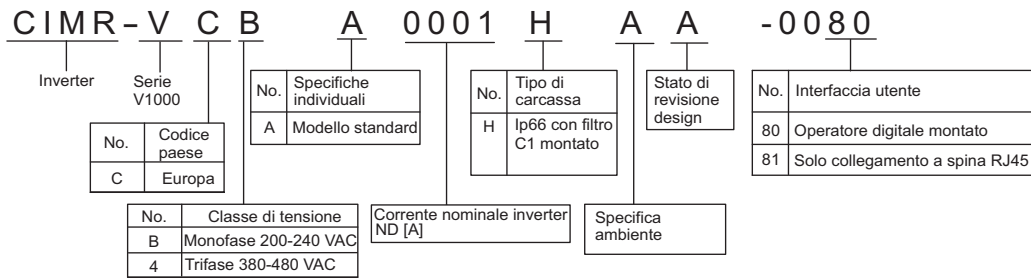 CIMR-V C B A 0001 H A A -0080
Inverter
Serie
V1000
No. Codice
paese
C Europa
No. Classe di tensione
B Monofase 200-240 VAC
4 Trifase 380-480 VAC
No. Specifiche
individuali
A Modello standard
Corrente nominale inverter
ND [A]
No. Tipo di
carcassa
H Ip66 con filtro
C1 montato
Specifica
ambiente
Stato di
revisione
design
No. Interfaccia utente
80 Operatore digitale montato
81 Solo collegamento a spina RJ45